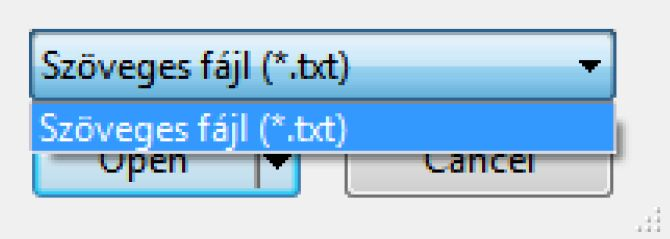 Szöveges fájl (*.txt)
Szöveges fájl (*.txt)
Open
Cancel